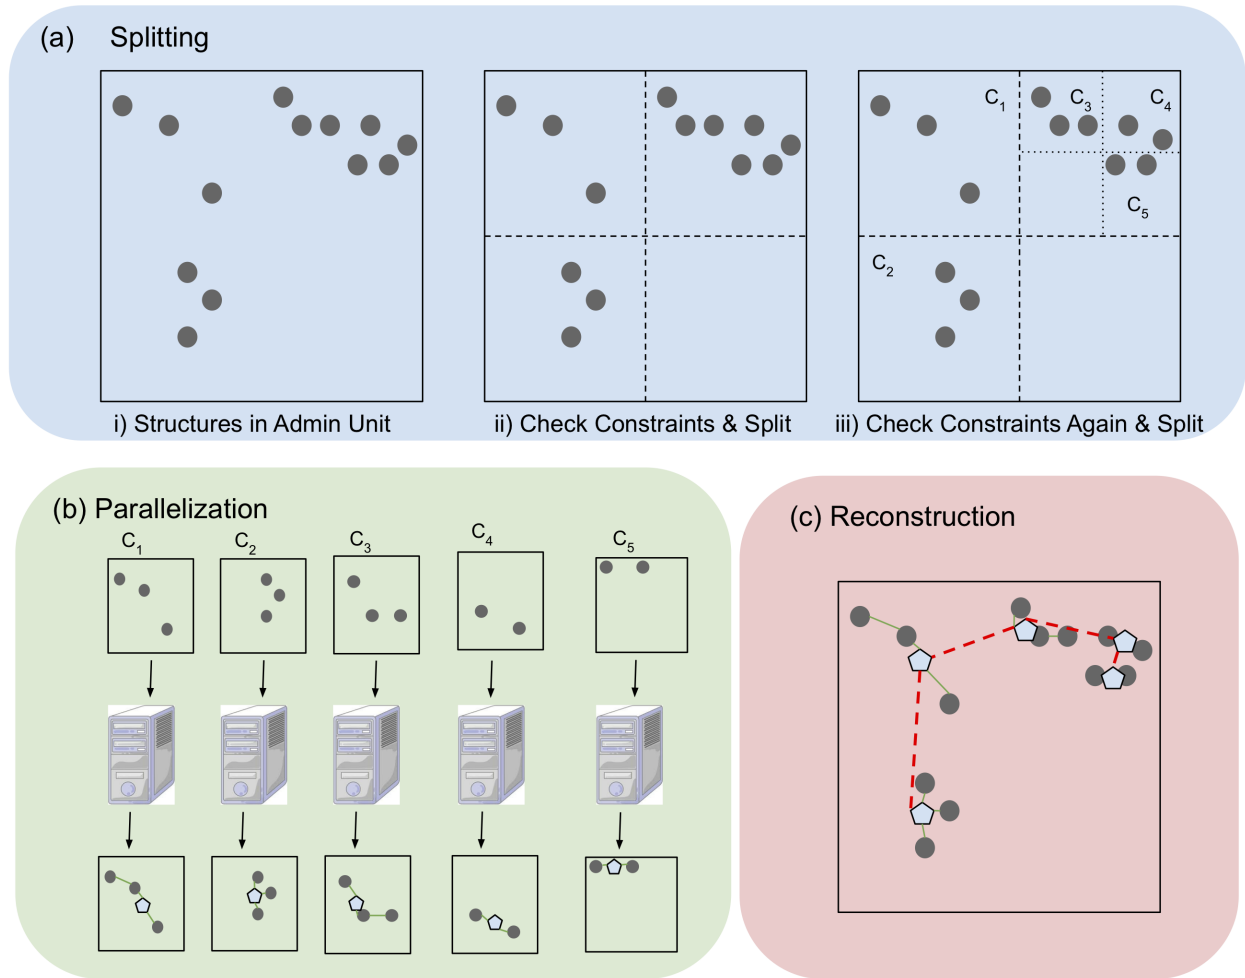 (a) Splitting
C1 C3 C4
C5
C2
i) Structures in Admin Unit
ii) Check Constraints & Split
iii) Check Constraints Again & Split
(b) Parallelization
C1 C2 C3 C4 C5
(c) Reconstruction